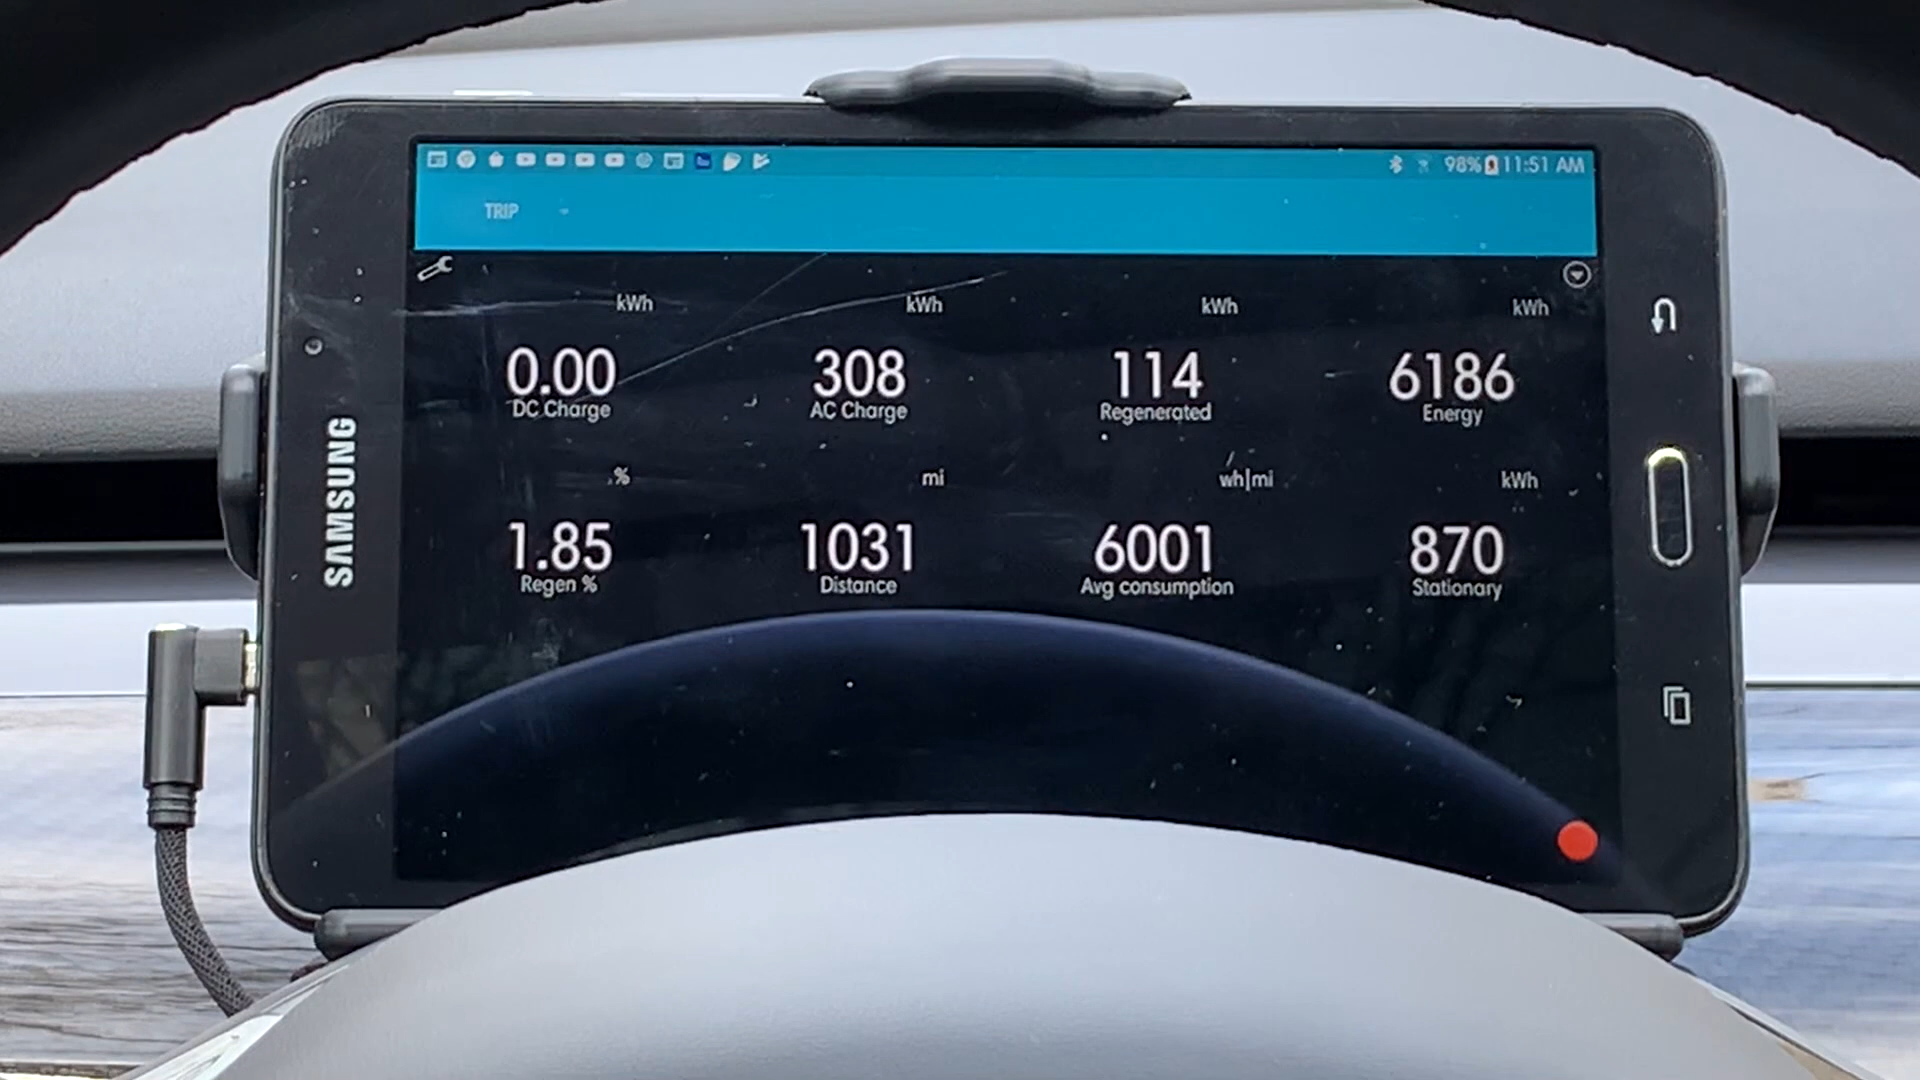 98% 11:51 AM
TRIP
kWh kWh kWh kWh
0.00 308 114 6186
DC Charge AC Charge Regenerated Energy
% mi wh|mi kWh
1.85 1031 6001 870
Regen % Distance Avg consumption Stationary
SAMSUNG